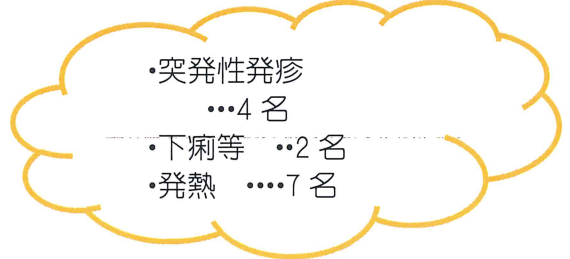 ・突発性発疹
・・・4 名
・下痢等　・・2 名
・発熱　・・・・7 名